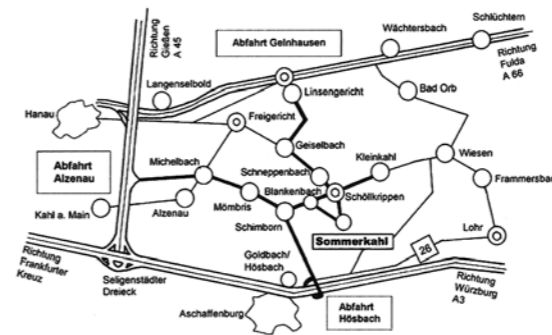 Richtung
Gießen
A 45
Abfahrt Gelnhausen
Wächtersbach
Schlüchtern
Richtung
Fulda
A 66
Langenselbold
Linsengericht
Bad Orb
Hanau
Freigericht
Geiselbach
Abfahrt
Alzenau
Michelbach
Schneppenbach
Kleinkahl
Wiesen
Blankenbach
Schöllkrippen
Frammersbach
Kahl a. Main
Alzenau
Mömbris
Schimborn
Sommerkahl
Lohr
26
Richtung
Frankfurter
Kreuz
Seligenstädter
Dreieck
Goldbach/
Hösbach
Aschaffenburg
Abfahrt
Hösbach
Richtung
Würzburg
A3